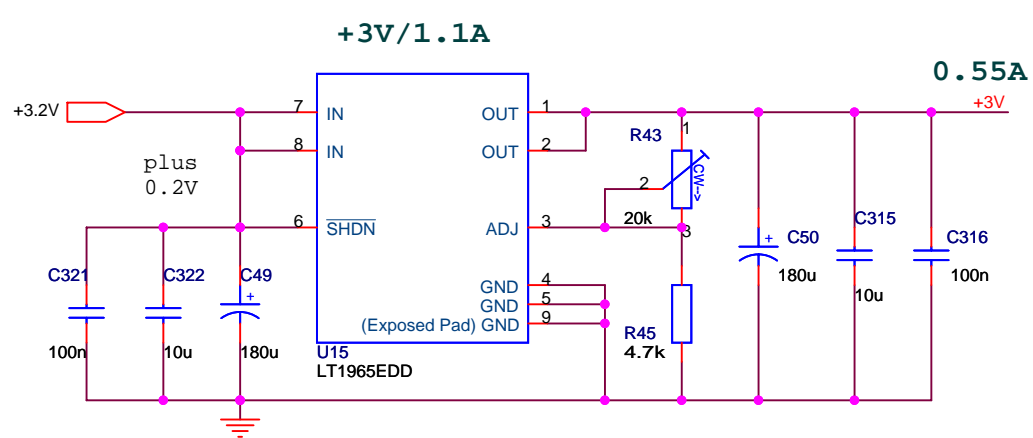 +3V/1.1A
0.55A
+3V
+3.2V
7
IN
OUT
1
R43
1
8
IN
OUT
2
plus
0.2V
2
CW->
20k
6
SHDN
ADJ
3
3
C321
C322
C49
+
GND
4
GND
5
(Exposed Pad) GND
9
C50
+
C315
C316
180u
100n
10u
R45
4.7k
100n
10u
180u
U15
LT1965EDD